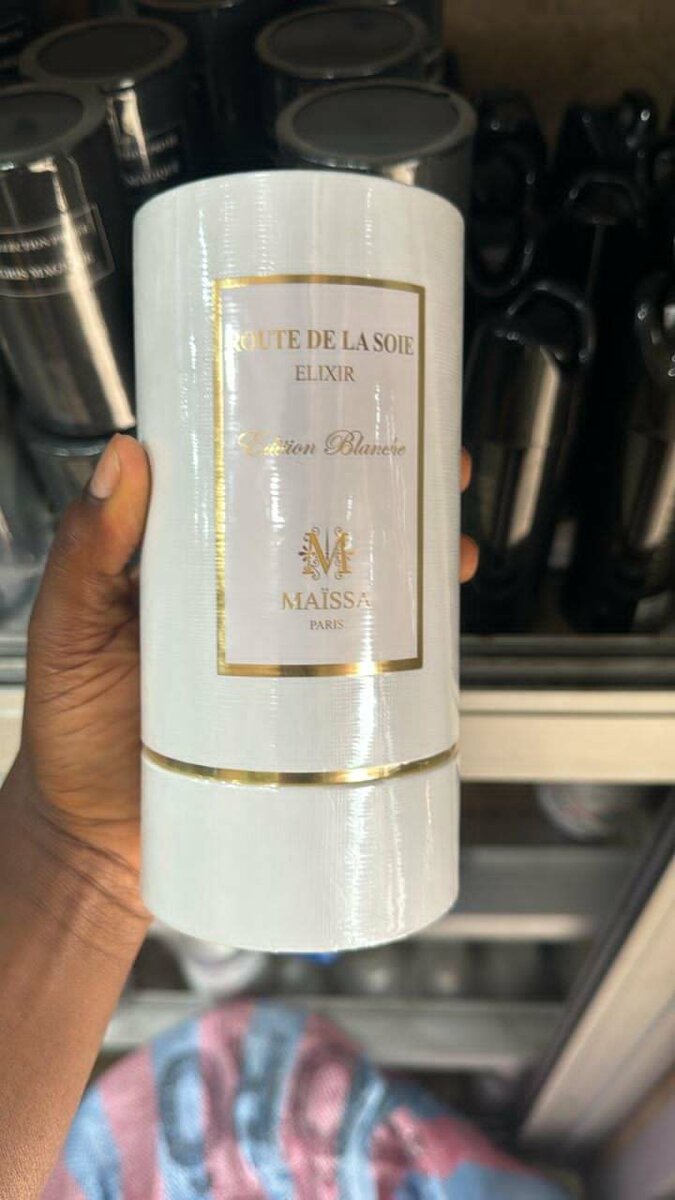 ROUTE DE LA SOIE
ELIXIR
Edition Blanche
M
MAÏSSA
PARIS